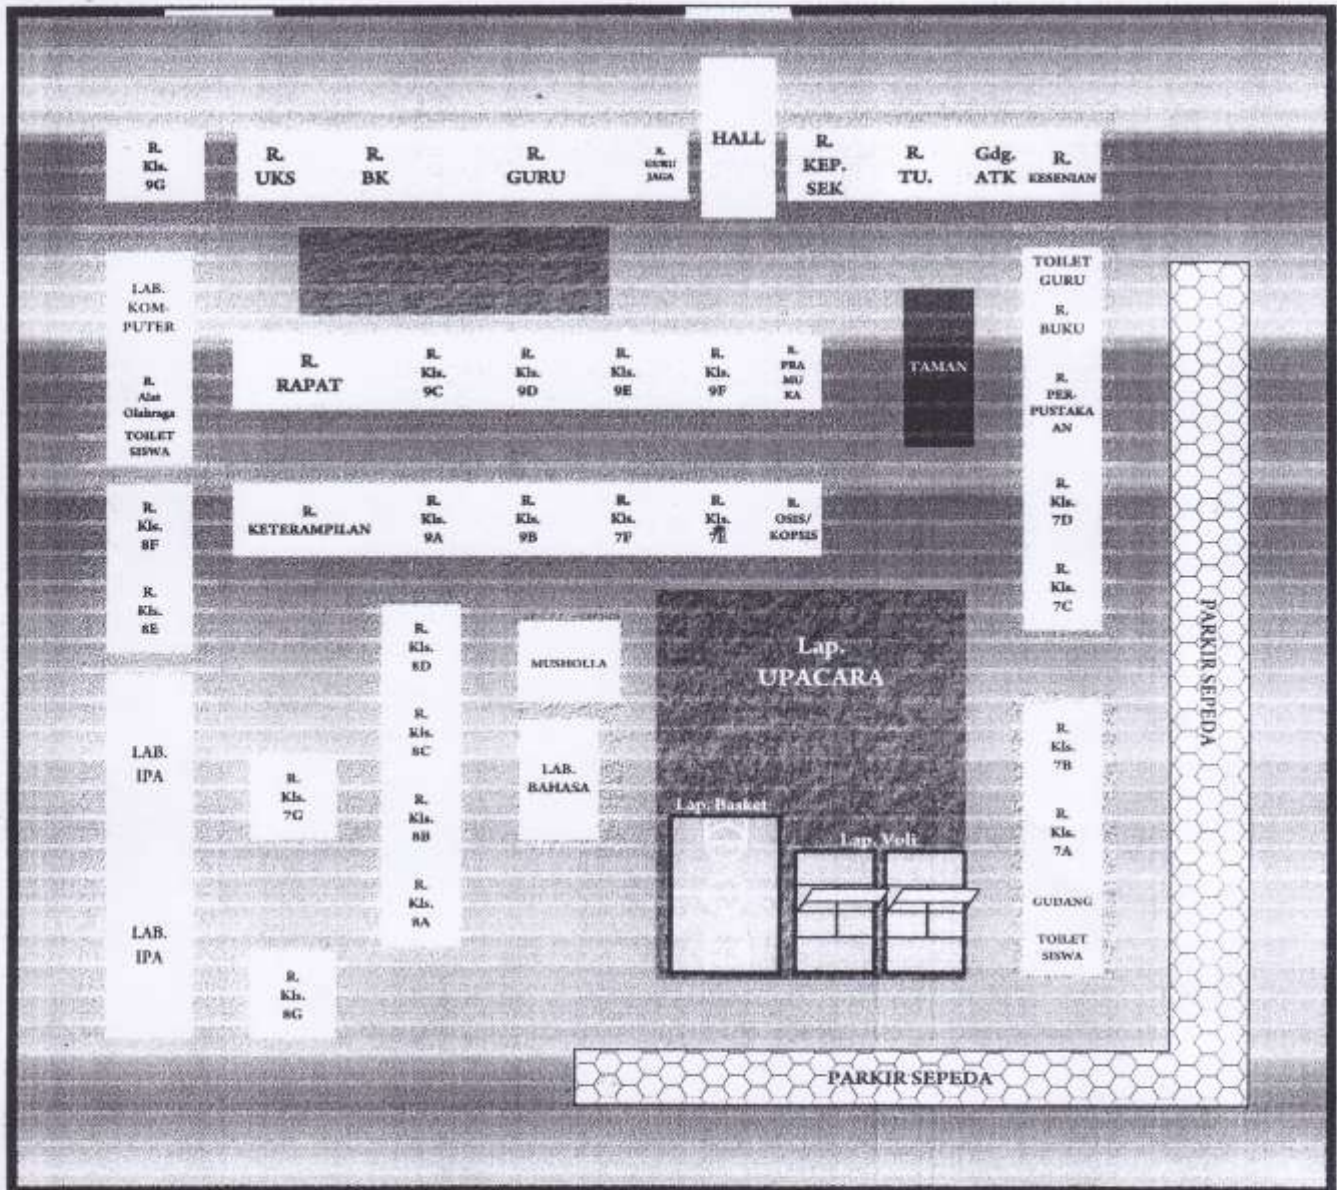 R.
Kls.
9G
R.
UKS
R.
BK
R.
GURU
R.
GURU
JAGA
HALL
R.
KEP.
SEK
R.
TU.
Gdg.
ATK
R.
KESENIAN
LAB.
KOM-
PUTER
R.
Alat
Olahraga
TOILET
SISWA
R.
RAPAT
R.
Kls.
9C
R.
Kls.
9D
R.
Kls.
9E
R.
Kls.
9F
R.
PRA
MU
KA
TAMAN
TOILET
GURU
R.
BUKU
R.
PER-
PUSTAKA
AN
R.
Kls.
7D
R.
Kls.
7C
R.
Kls.
8F
R.
Kls.
8E
R.
KETERAMPILAN
R.
Kls.
9A
R.
Kls.
9B
R.
Kls.
7F
R.
Kls.
7E
R.
OSIS/
KOPSIS
LAB.
IPA
LAB.
IPA
R.
Kls.
7G
R.
Kls.
8G
R.
Kls.
8D
R.
Kls.
8C
R.
Kls.
8B
R.
Kls.
8A
MUSHOLLA
LAB.
BAHASA
Lap.
UPACARA
Lap. Basket
Lap. Voli
R.
Kls.
7B
R.
Kls.
7A
GUDANG
TOILET
SISWA
PARKIR SEPEDA
PARKIR SEPEDA